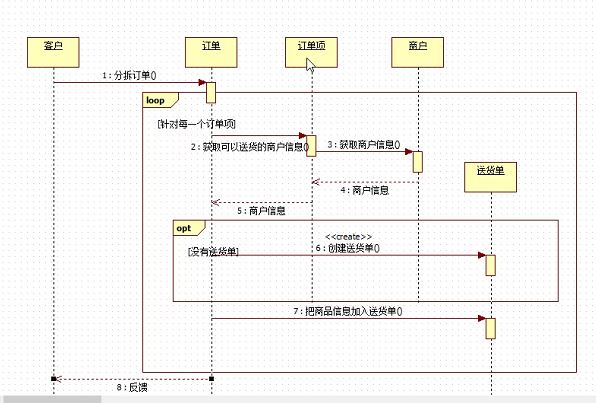 客户
订单
订单项
商户
1 : 分拆订单()
loop
[针对每一个订单项]
2 : 获取可以送货的商户信息()
3 : 获取商户信息()
送货单
4 : 商户信息
5 : 商户信息
opt
<<create>>
[没有送货单]
6 : 创建送货单()
7 : 把商品信息加入送货单()
8 : 反馈